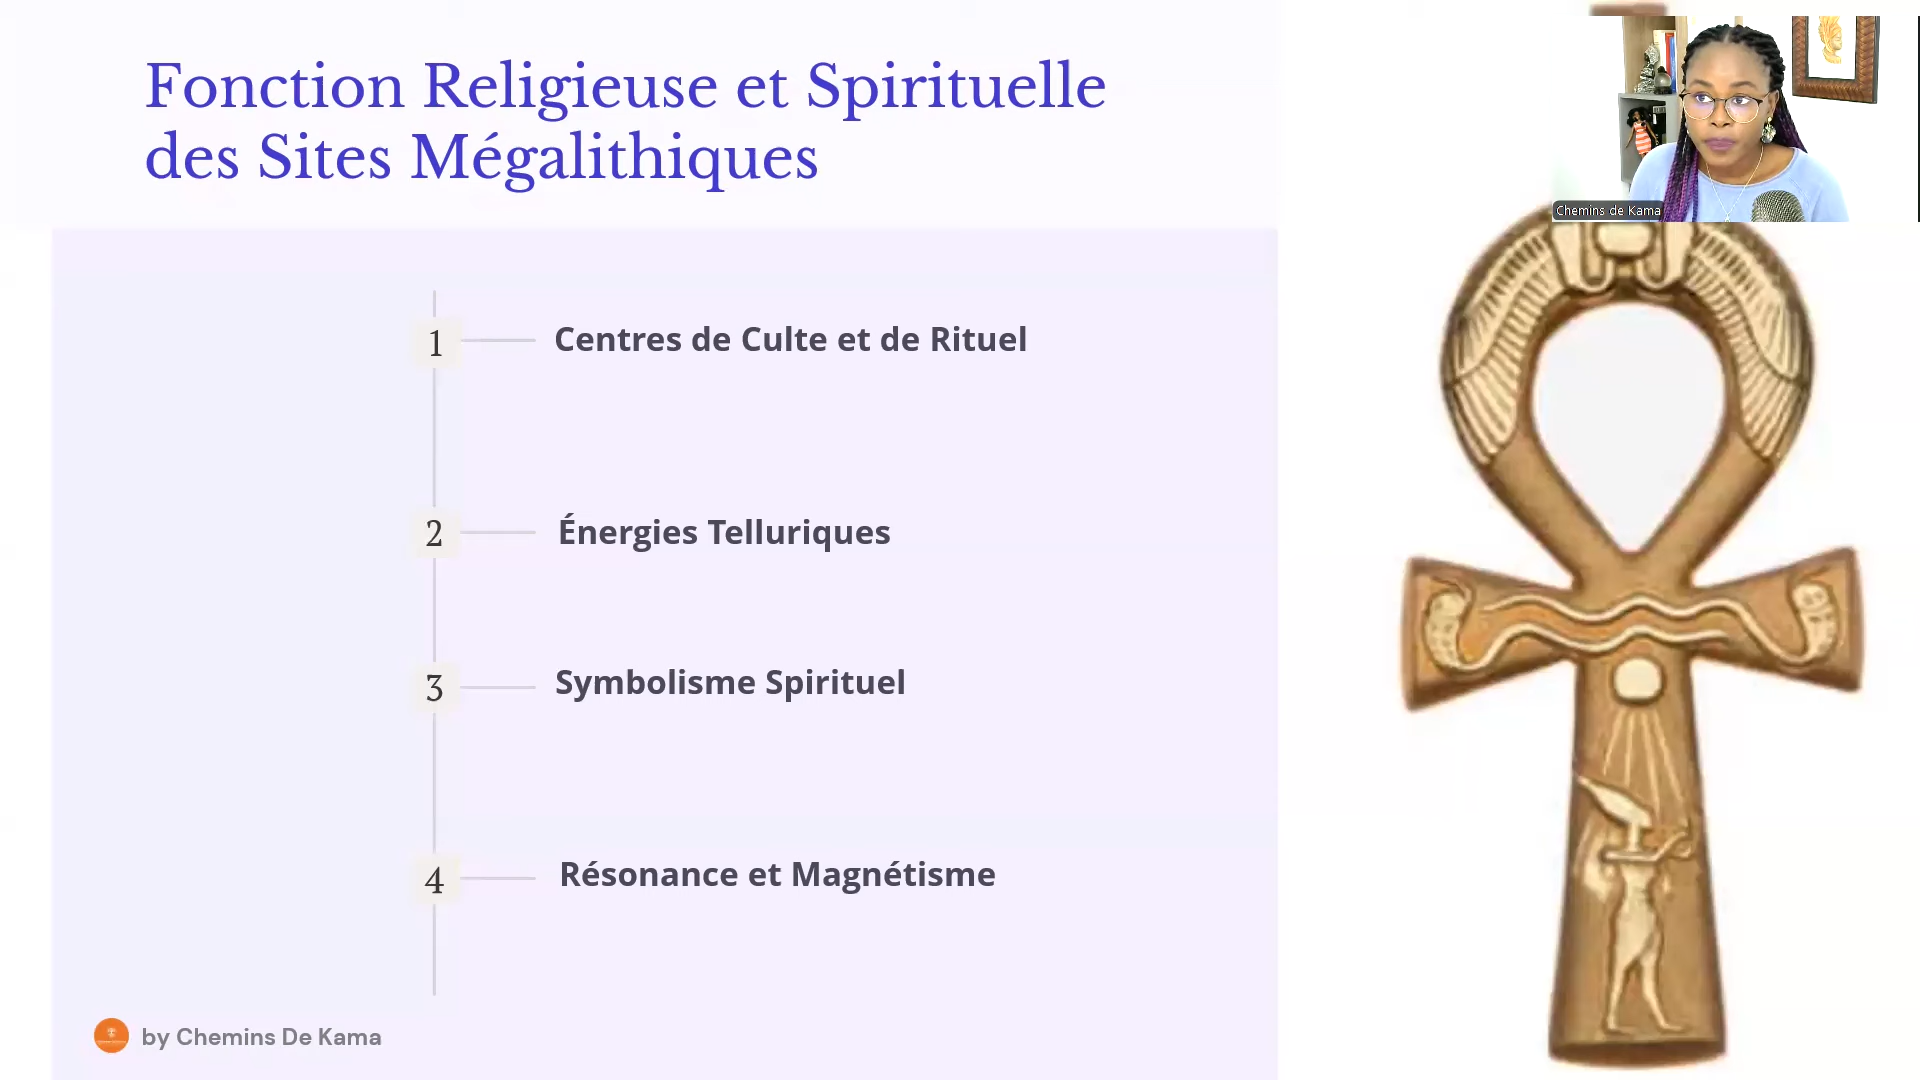 Fonction Religieuse et Spirituelle
des Sites Mégalithiques
Chemins de Kama
1 Centres de Culte et de Rituel
2 Énergies Telluriques
3 Symbolisme Spirituel
4 Résonance et Magnétisme
by Chemins De Kama